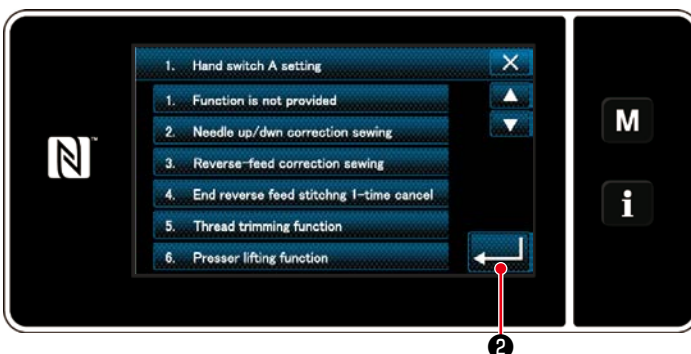 1. Hand switch A setting
1. Function is not provided
2. Needle up/dwn correction sewing
3. Reverse-feed correction sewing
4. End reverse feed stitchng 1-time cancel
5. Thread trimming function
6. Presser lifting function
M
i
❷